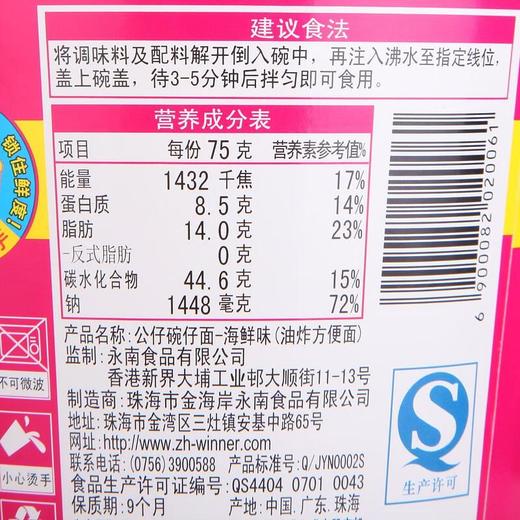 建议食法
将调味料及配料解开倒入碗中，再注入沸水至指定线位，
盖上碗盖，待3-5分钟后拌匀即可食用。
营养成分表
项目 每份 75 克 营养素参考值%
能量 1432 千焦 17%
蛋白质 8.5 克 14%
脂肪 14.0 克 23%
-反式脂肪 0 克
碳水化合物 44.6 克 15%
钠 1448 毫克 72%
产品名称：公仔碗仔面-海鲜味(油炸方便面)
监制：永南食品有限公司
香港新界大埔工业邨大顺街11-13号
制造商：珠海市金海岸永南食品有限公司
地址：珠海市金湾区三灶镇安基中路65号
网址：http://www.zh-winner.com
联系电话：(0756)3900588 产品标准号：Q/JYN0002S
食品生产许可证编号：QS4404 0701 0043
保质期：9个月 产地：中国.广东.珠海
6 900082 020061
QS
生产许可
锁住鲜度！
不可微波
小心烫手